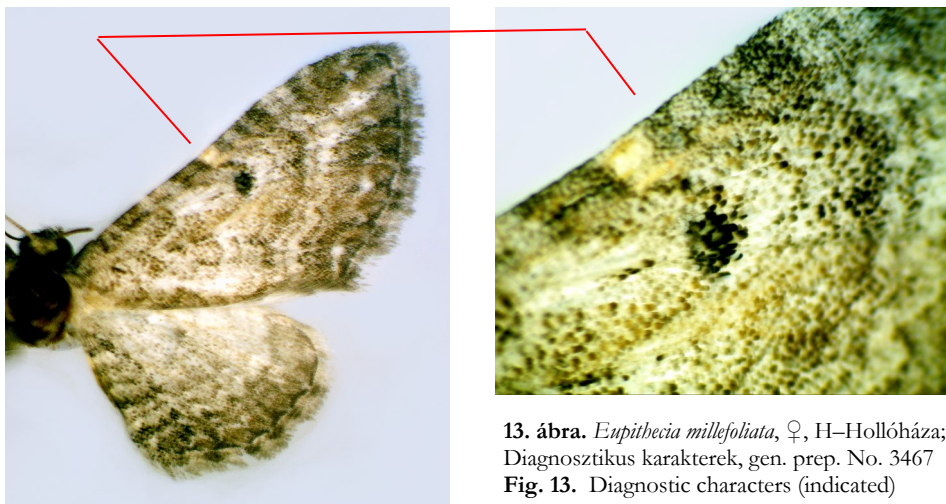 13. ábra. Eupithecia millefoliata, ♀, H–Hollóháza;
Diagnosztikus karakterek, gen. prep. No. 3467
Fig. 13. Diagnostic characters (indicated)